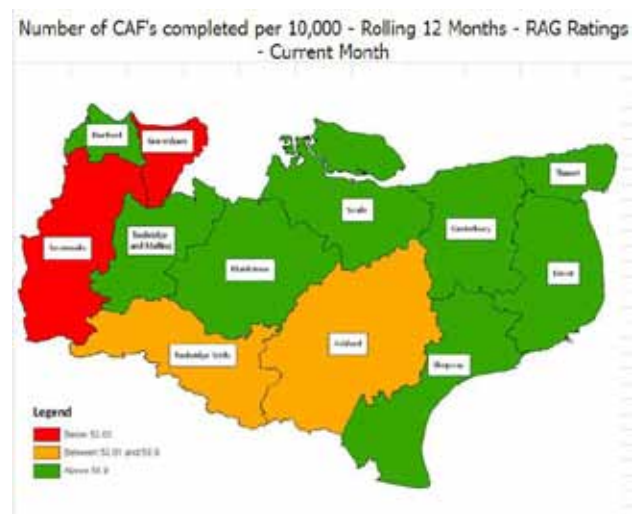 Number of CAF's completed per 10,000 - Rolling 12 Months - RAG Ratings
- Current Month
Dartford
Gravesham
Thanet
Swale
Sevenoaks
Tonbridge
and Malling
Canterbury
Maidstone
Dover
Ashford
Tunbridge Wells
Shepway
Legend
Below
Between
Above